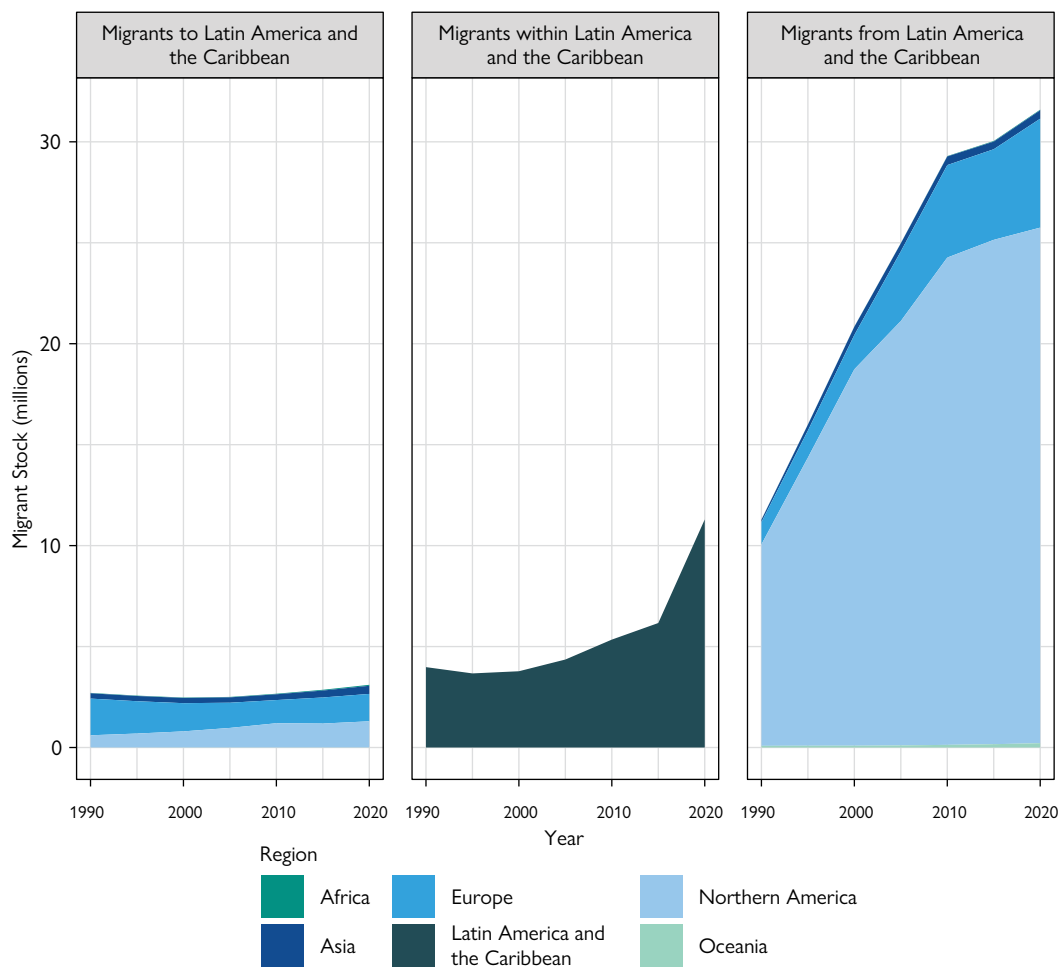 Migrants to Latin America and
the Caribbean
Migrants within Latin America
and the Caribbean
Migrants from Latin America
and the Caribbean
Migrant Stock (millions)
30
20
10
0
1990 2000 2010 2020
1990 2000 2010 2020
1990 2000 2010 2020
Year
Region
Africa
Europe
Northern America
Asia
Latin America and
the Caribbean
Oceania